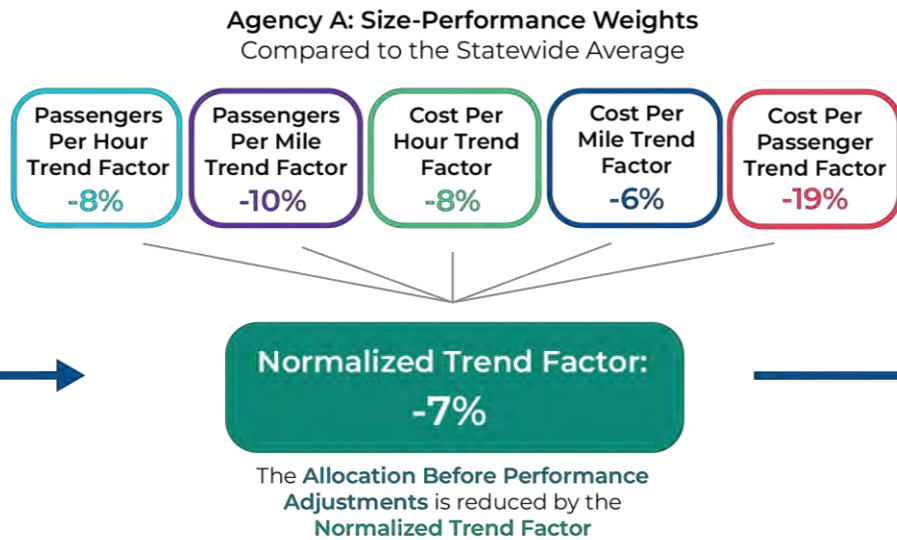 Agency A: Size-Performance Weights
Compared to the Statewide Average
Passengers
Per Hour
Trend Factor
-8%
Passengers
Per Mile
Trend Factor
-10%
Cost Per
Hour Trend
Factor
-8%
Cost Per
Mile Trend
Factor
-6%
Cost Per
Passenger
Trend Factor
-19%
Normalized Trend Factor:
-7%
The Allocation Before Performance
Adjustments is reduced by the
Normalized Trend Factor